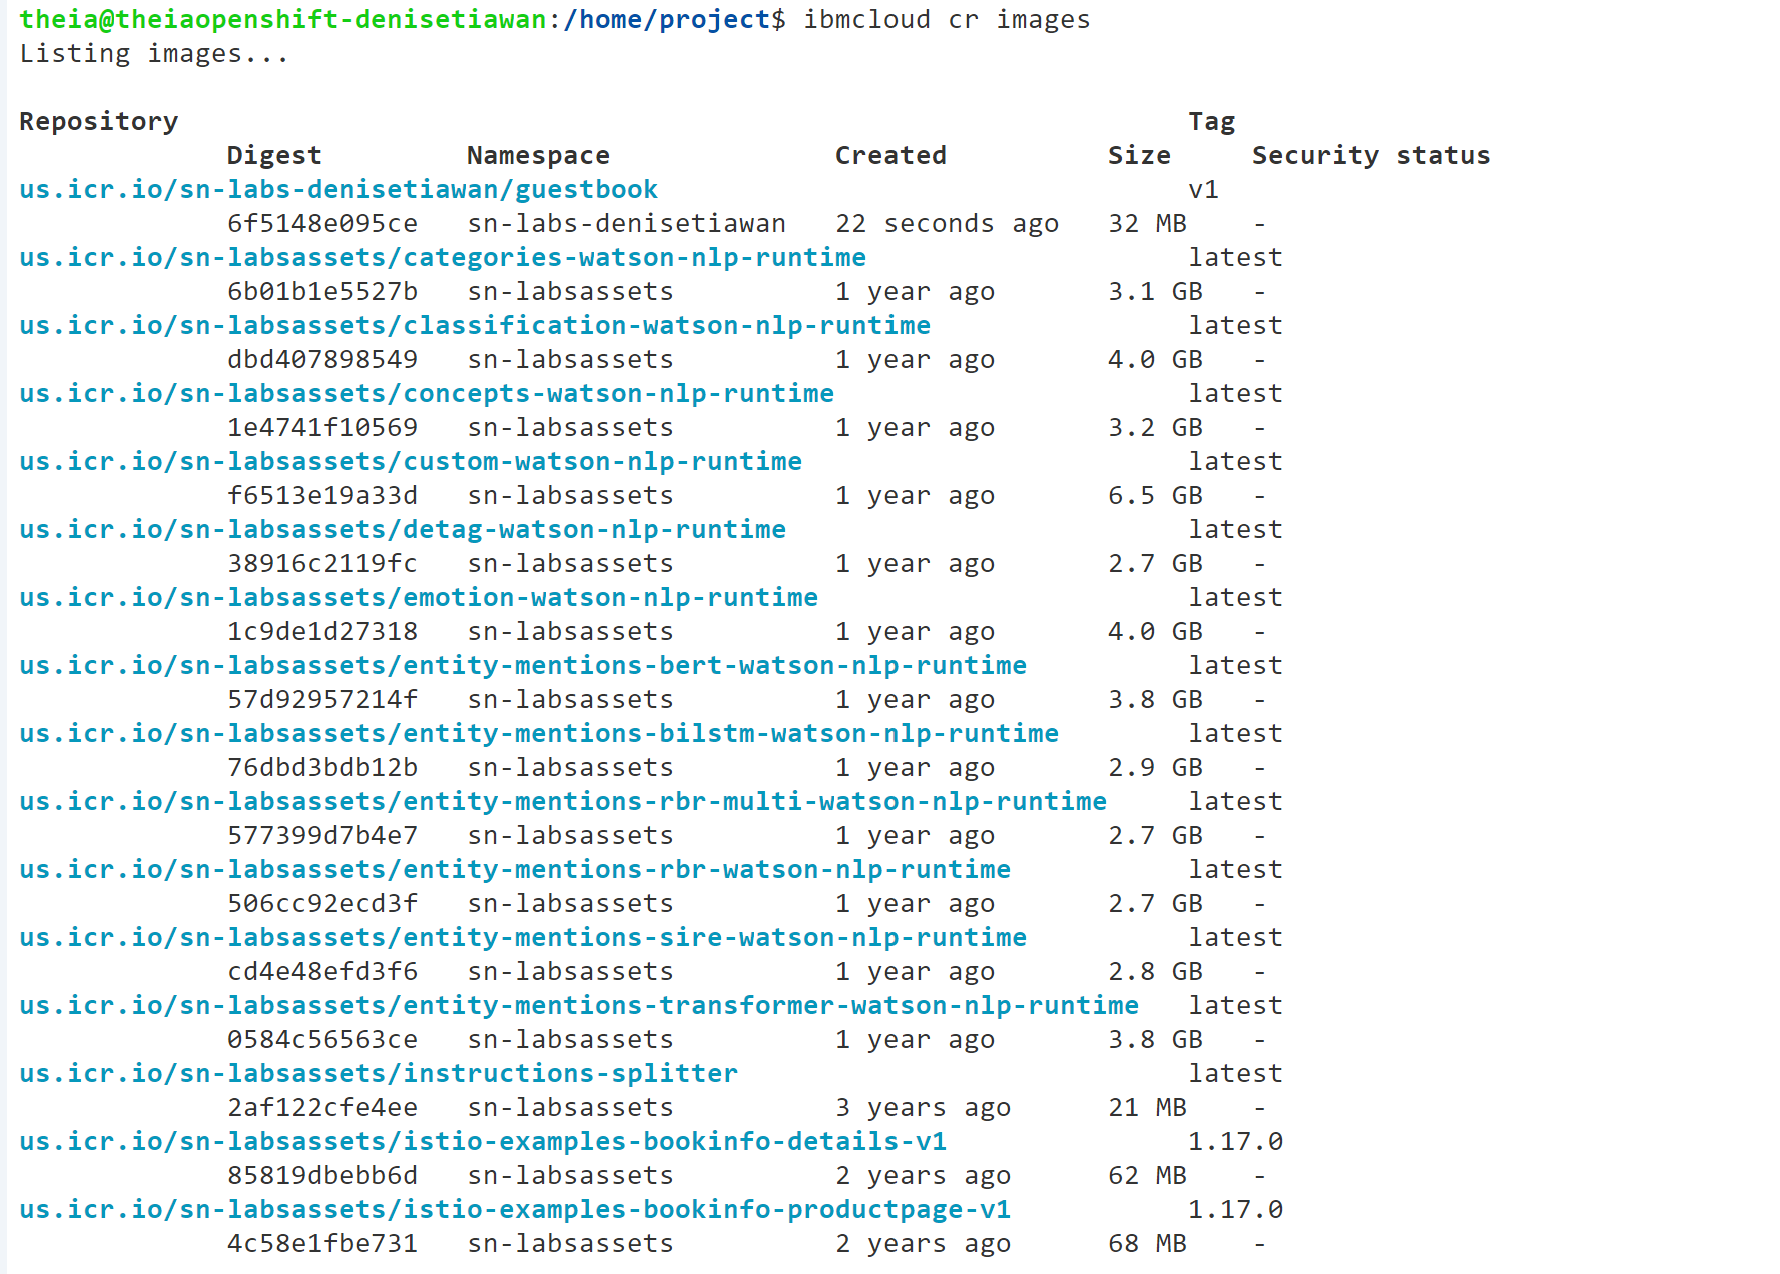 theia@theiaopenshift-denisetiawan:/home/project$ ibmcloud cr images
Listing images...
Repository Tag
Digest Namespace Created Size Security status
us.icr.io/sn-labs-denisetiawan/guestbook v1
6f5148e095ce sn-labs-denisetiawan 22 seconds ago 32 MB -
us.icr.io/sn-labsassets/categories-watson-nlp-runtime latest
6b01b1e5527b sn-labsassets 1 year ago 3.1 GB -
us.icr.io/sn-labsassets/classification-watson-nlp-runtime latest
dbd407898549 sn-labsassets 1 year ago 4.0 GB -
us.icr.io/sn-labsassets/concepts-watson-nlp-runtime latest
1e4741f10569 sn-labsassets 1 year ago 3.2 GB -
us.icr.io/sn-labsassets/custom-watson-nlp-runtime latest
f6513e19a33d sn-labsassets 1 year ago 6.5 GB -
us.icr.io/sn-labsassets/detag-watson-nlp-runtime latest
38916c2119fc sn-labsassets 1 year ago 2.7 GB -
us.icr.io/sn-labsassets/emotion-watson-nlp-runtime latest
1c9de1d27318 sn-labsassets 1 year ago 4.0 GB -
us.icr.io/sn-labsassets/entity-mentions-bert-watson-nlp-runtime latest
57d92957214f sn-labsassets 1 year ago 3.8 GB -
us.icr.io/sn-labsassets/entity-mentions-bilstm-watson-nlp-runtime latest
76dbd3bdb12b sn-labsassets 1 year ago 2.9 GB -
us.icr.io/sn-labsassets/entity-mentions-rbr-multi-watson-nlp-runtime latest
577399d7b4e7 sn-labsassets 1 year ago 2.7 GB -
us.icr.io/sn-labsassets/entity-mentions-rbr-watson-nlp-runtime latest
506cc92ecd3f sn-labsassets 1 year ago 2.7 GB -
us.icr.io/sn-labsassets/entity-mentions-sire-watson-nlp-runtime latest
cd4e48efd3f6 sn-labsassets 1 year ago 2.8 GB -
us.icr.io/sn-labsassets/entity-mentions-transformer-watson-nlp-runtime latest
0584c56563ce sn-labsassets 1 year ago 3.8 GB -
us.icr.io/sn-labsassets/instructions-splitter latest
2af122cfe4ee sn-labsassets 3 years ago 21 MB -
us.icr.io/sn-labsassets/istio-examples-bookinfo-details-v1 1.17.0
85819dbebb6d sn-labsassets 2 years ago 62 MB -
us.icr.io/sn-labsassets/istio-examples-bookinfo-productpage-v1 1.17.0
4c58e1fbe731 sn-labsassets 2 years ago 68 MB -